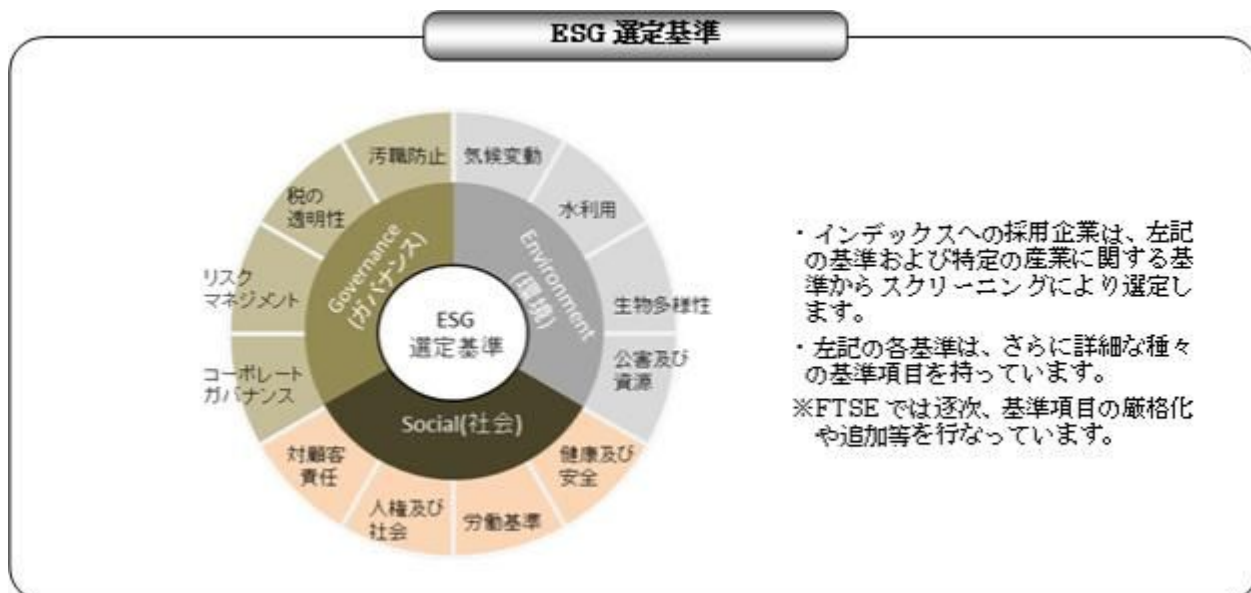 ESG 選定基準
汚職防止
気候変動
税の
透明性
水利用
リスク
マネジメント
生物多様性
コーポレート
ガバナンス
公害及び
資源
対顧客
責任
健康及び
安全
人権及び
社会
労働基準
Governance
(ガバナンス)
Environment
(環境)
Social(社会)
ESG
選定基準
・インデックスへの採用企業は、左記
の基準および特定の産業に関する基
準からスクリーニングにより選定し
ます。
・左記の各基準は、さらに詳細な種々
の基準項目を持っています。
※FTSEでは逐次、基準項目の厳格化
や追加等を行なっています。